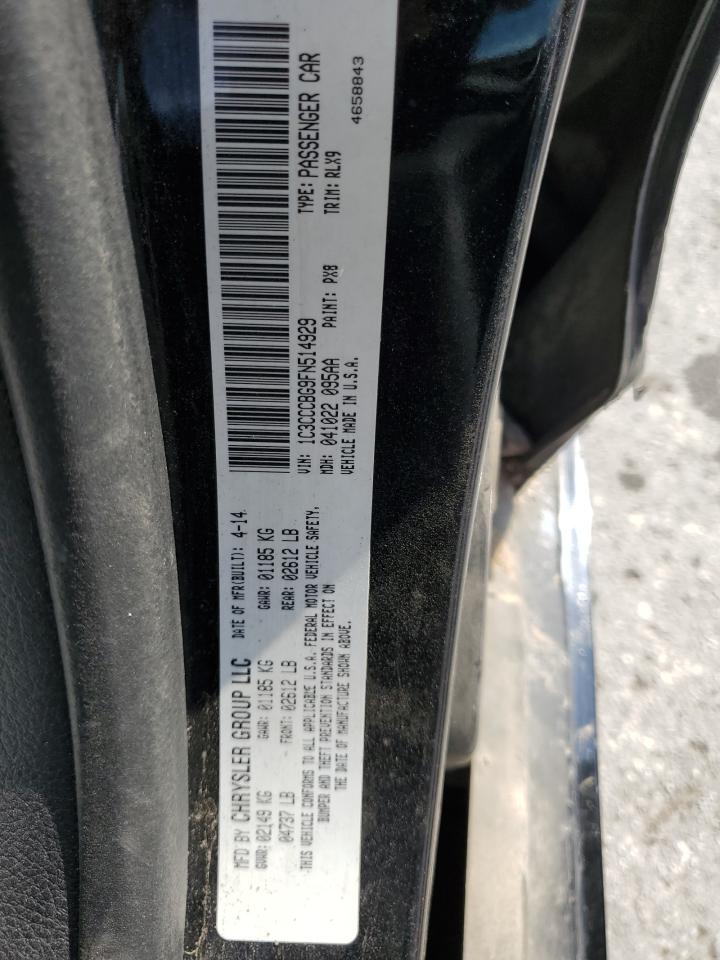 MFD BY CHRYSLER GROUP LLC DATE OF MFR(BUILT): 4-14
GVWR: 02149 KG GAWR: 01185 KG GAWR: 01185 KG
04737 LB FRONT: 02612 LB REAR: 02612 LB
THIS VEHICLE CONFORMS TO ALL APPLICABLE U.S.A. FEDERAL MOTOR VEHICLE SAFETY,
BUMPER AND THEFT PREVENTION STANDARDS IN EFFECT ON
THE DATE OF MANUFACTURE SHOWN ABOVE.
VIN: 1C3CCCBG9FN514929 TYPE: PASSENGER CAR
MDH: 041022 095AA PAINT: PX8 TRIM: RLX9
VEHICLE MADE IN U.S.A. 4658843